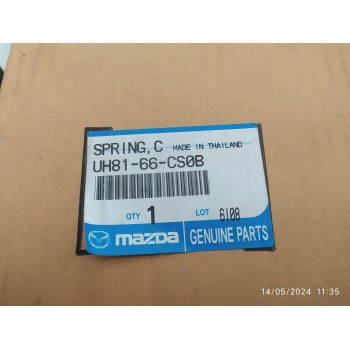 SPRING, C MADE IN THAILAND
UH81-66-CS0B
QTY 1 LOT 6108
mazda GENUINE PARTS
14/05/2024 11:35